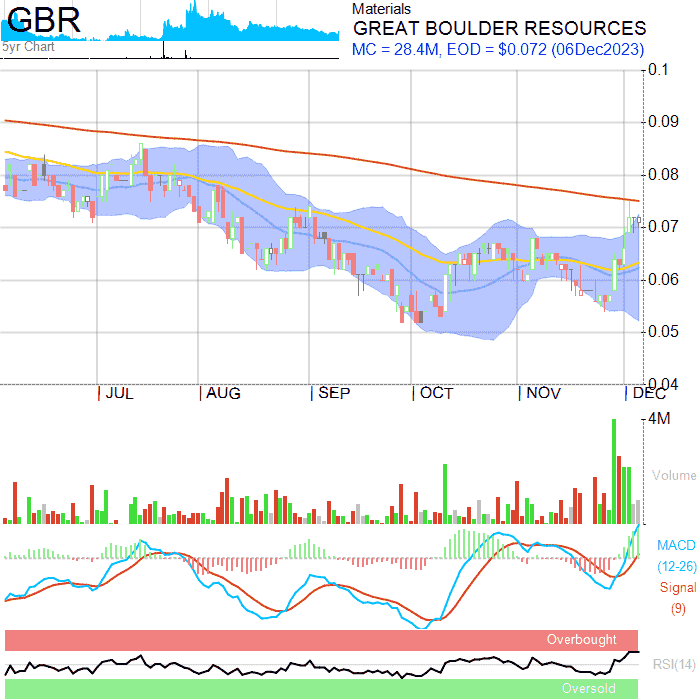 GBR
5yr Chart
Materials
GREAT BOULDER RESOURCES
MC = 28.4M, EOD = $0.072 (06Dec2023)
0.1
0.09
0.08
0.07
0.06
0.05
0.04
JUL AUG SEP OCT NOV DEC
4M
Volume
MACD
(12-26)
Signal
(9)
Overbought
RSI(14)
Oversold